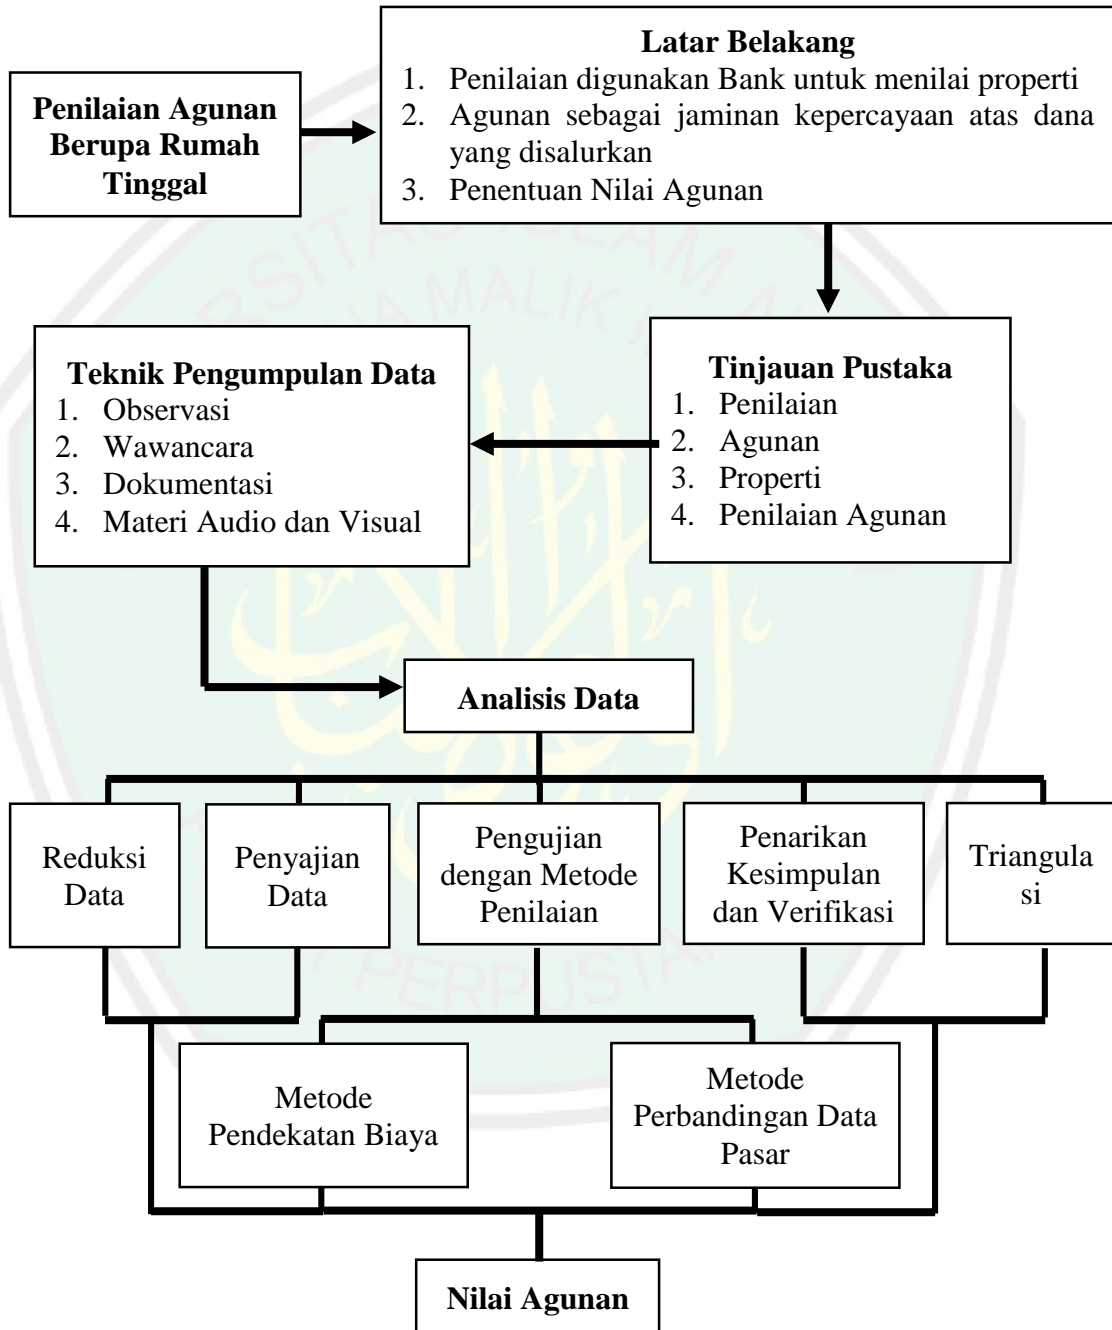 Penilaian Agunan
Berupa Rumah
Tinggal
Latar Belakang
1. Penilaian digunakan Bank untuk menilai properti
2. Agunan sebagai jaminan kepercayaan atas dana
yang disalurkan
3. Penentuan Nilai Agunan
Tinjauan Pustaka
1. Penilaian
2. Agunan
3. Properti
4. Penilaian Agunan
Teknik Pengumpulan Data
1. Observasi
2. Wawancara
3. Dokumentasi
4. Materi Audio dan Visual
Analisis Data
Reduksi
Data
Penyajian
Data
Pengujian
dengan Metode
Penilaian
Penarikan
Kesimpulan
dan Verifikasi
Triangula
si
Metode
Pendekatan Biaya
Metode
Perbandingan Data
Pasar
Nilai Agunan